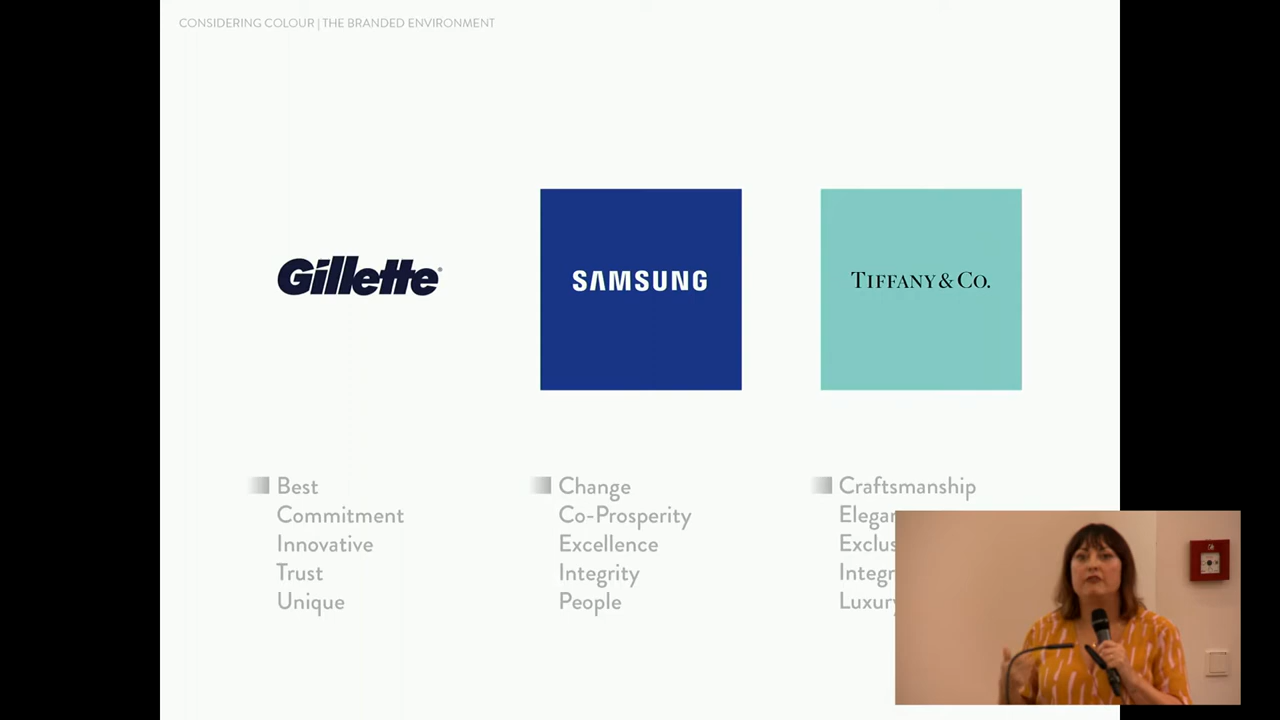 CONSIDERING COLOUR | THE BRANDED ENVIRONMENT
Gillette®
SAMSUNG
TIFFANY & CO.
Best
Commitment
Innovative
Trust
Unique
Change
Co-Prosperity
Excellence
Integrity
People
Craftsmanship